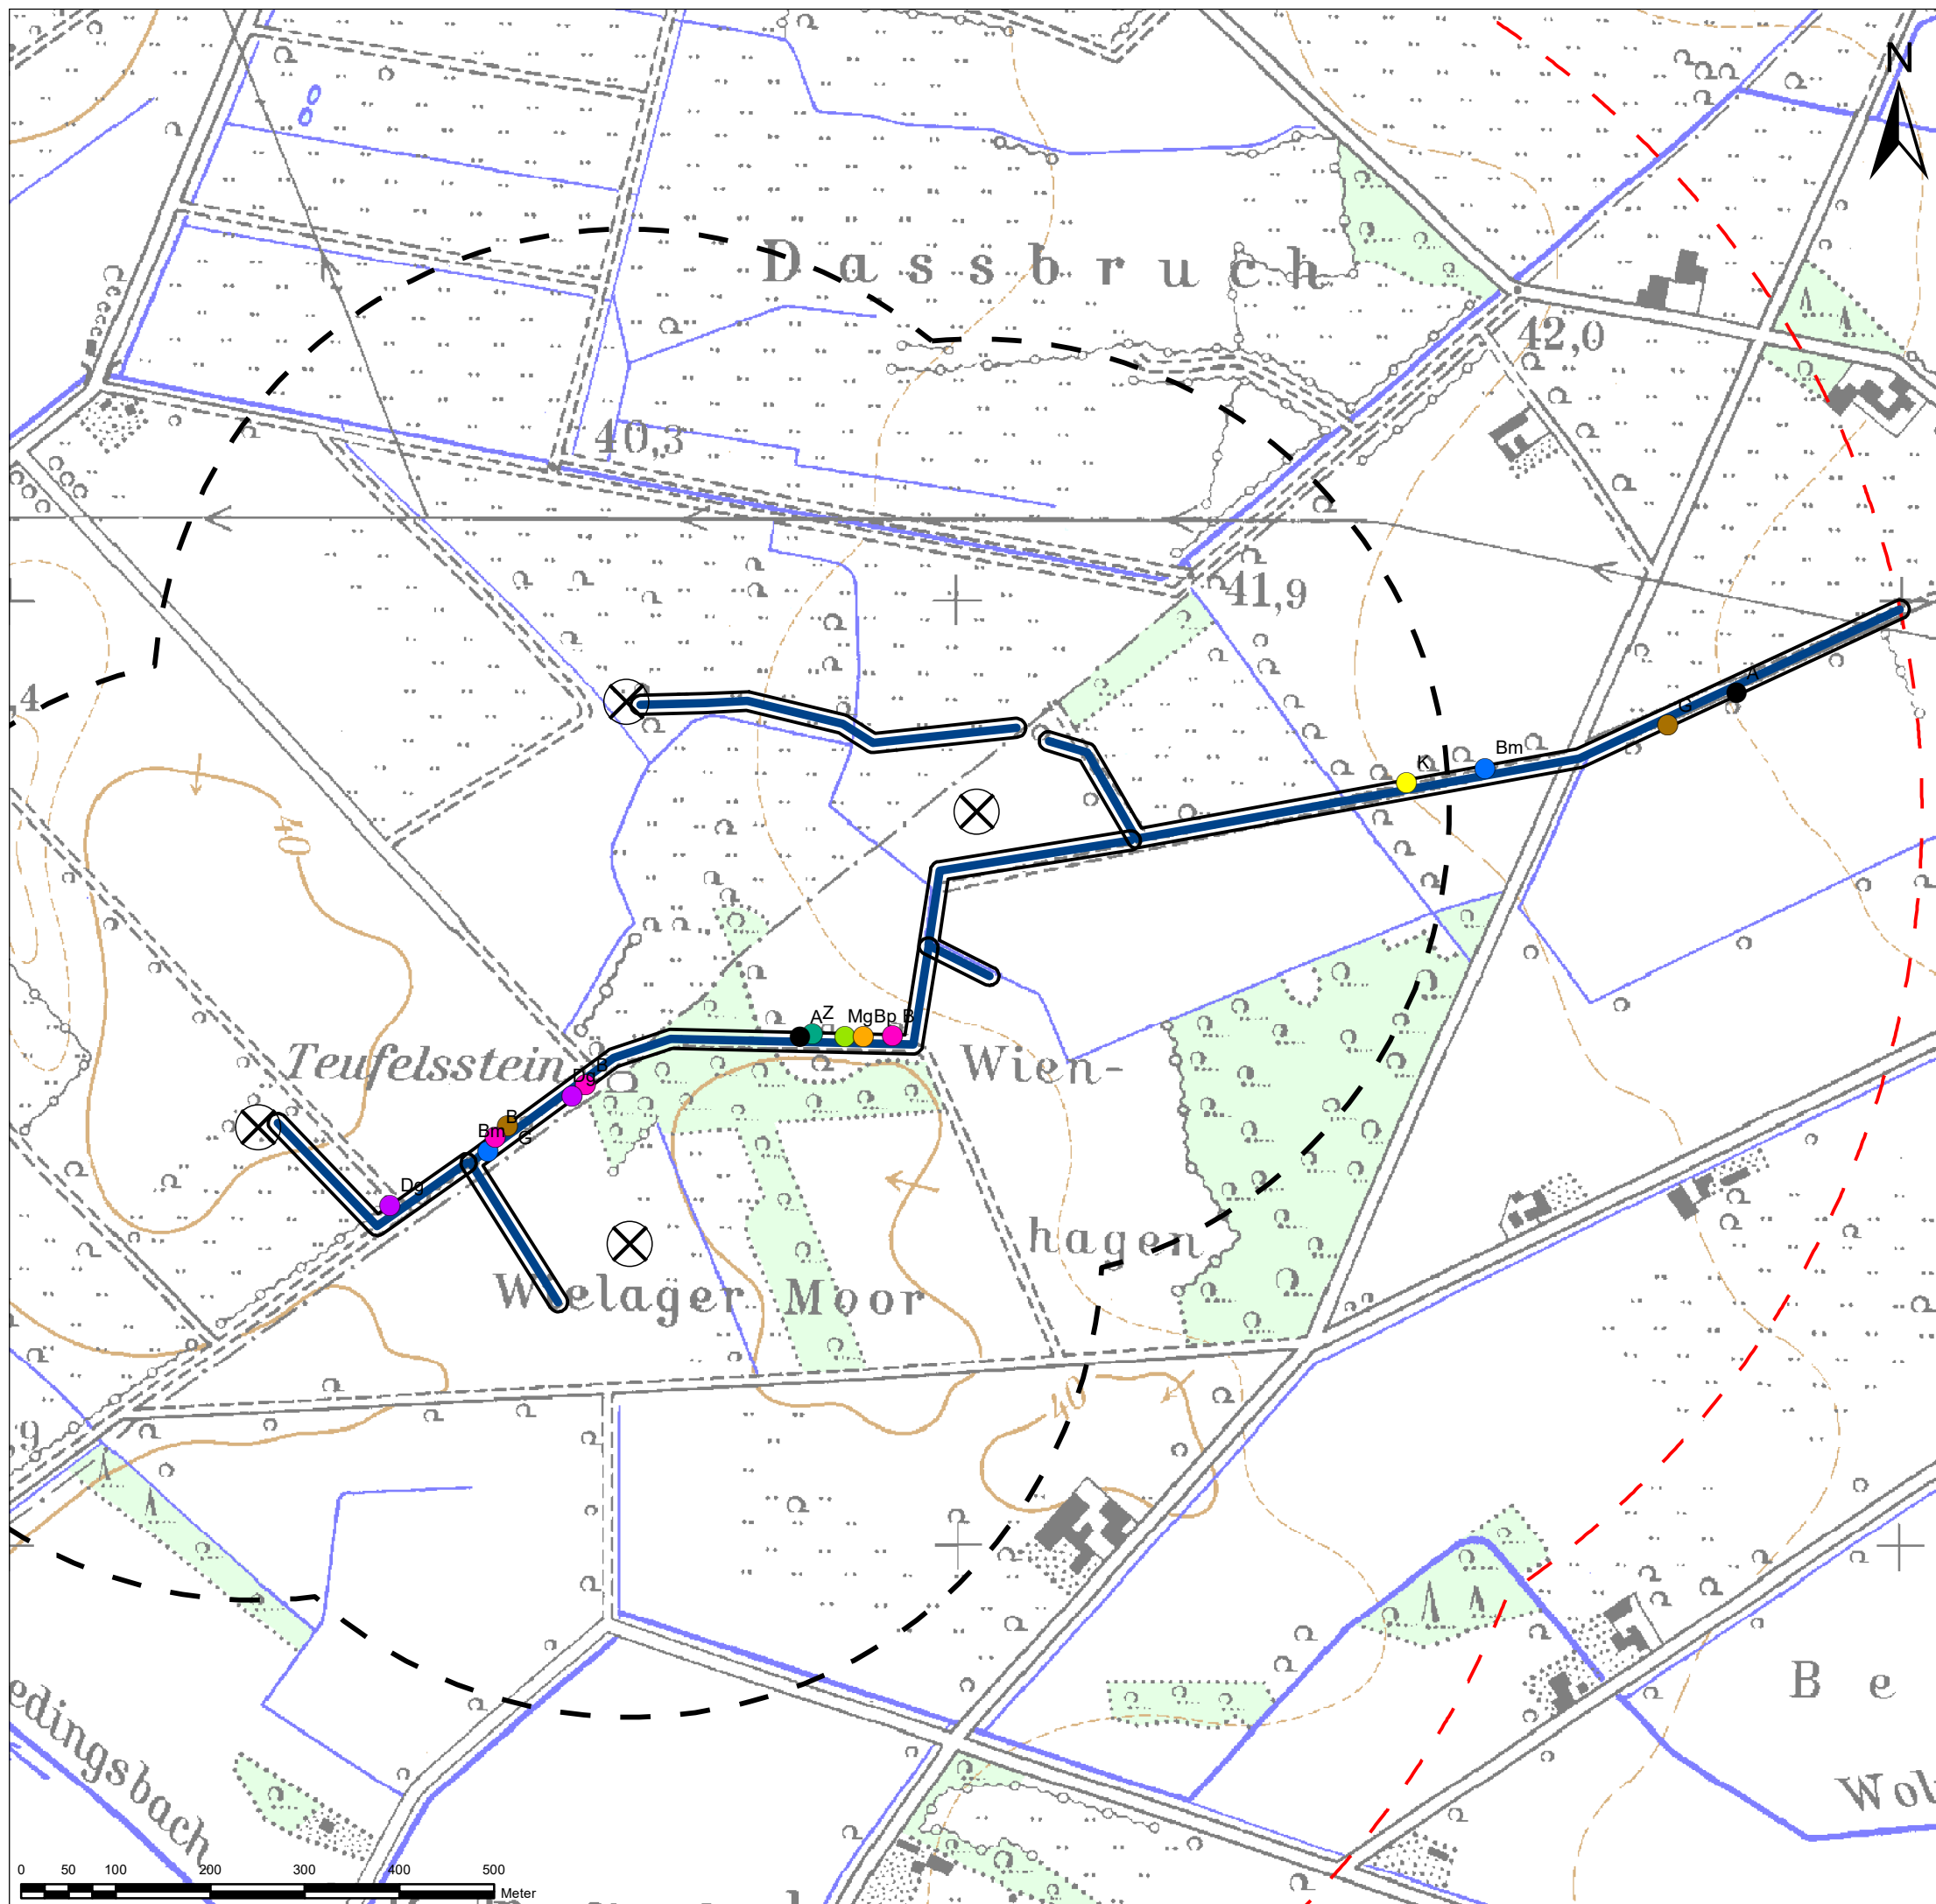 N
Dassbruch
42,0
40,3
41,9
,4
A
G
Bm
K
40
A Z Mg Bp B
Teufelsstein
Wien-
B
Dg
B
Bm G
Dg
hagen
Wielager Moor
40
,9
B e
edingsbach
Wol
0 50 100 200 300 400 500
Meter